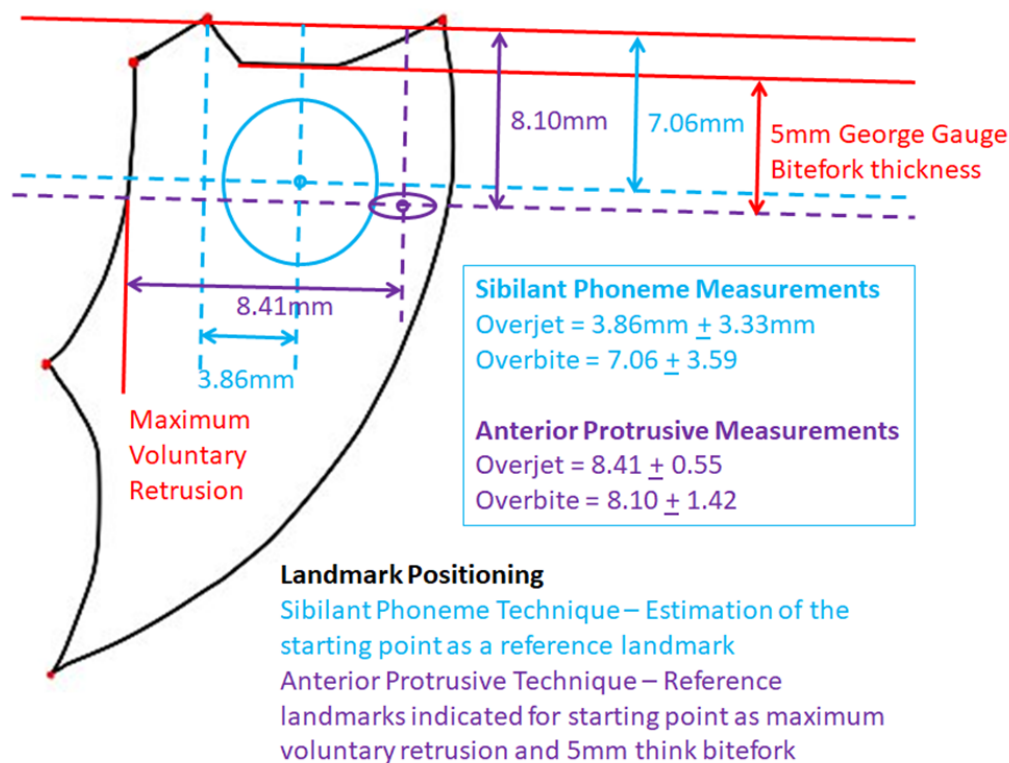 8.10mm
7.06mm
5mm George Gauge
Bitefork thickness
8.41mm
3.86mm
Maximum
Voluntary
Retrusion
Sibilant Phoneme Measurements
Overjet = 3.86mm ± 3.33mm
Overbite = 7.06 ± 3.59
Anterior Protrusive Measurements
Overjet = 8.41 ± 0.55
Overbite = 8.10 ± 1.42
Landmark Positioning
Sibilant Phoneme Technique – Estimation of the
starting point as a reference landmark
Anterior Protrusive Technique – Reference
landmarks indicated for starting point as maximum
voluntary retrusion and 5mm think bitefork